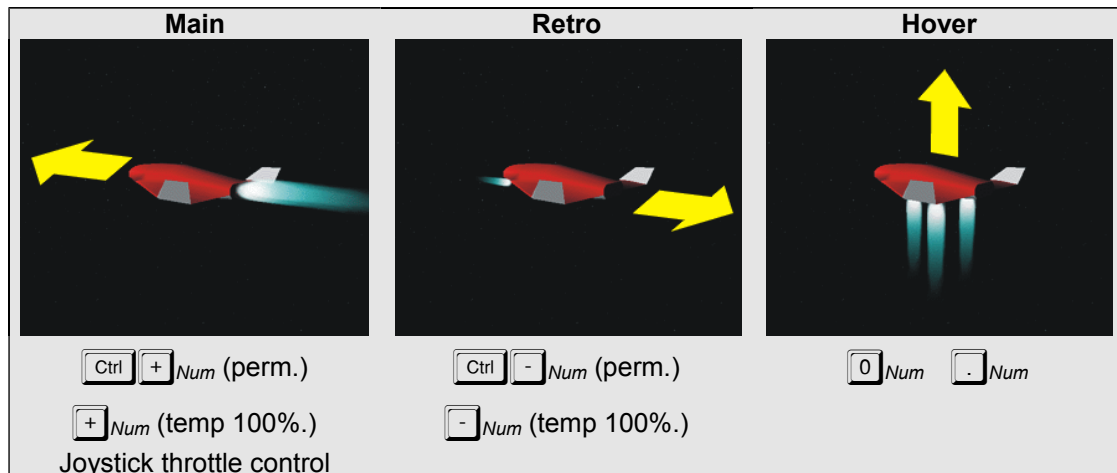 Main
Retro
Hover
Ctrl + Num (perm.)
Ctrl - Num (perm.)
0 Num . Num
+ Num (temp 100%.)
- Num (temp 100%.)
Joystick throttle control